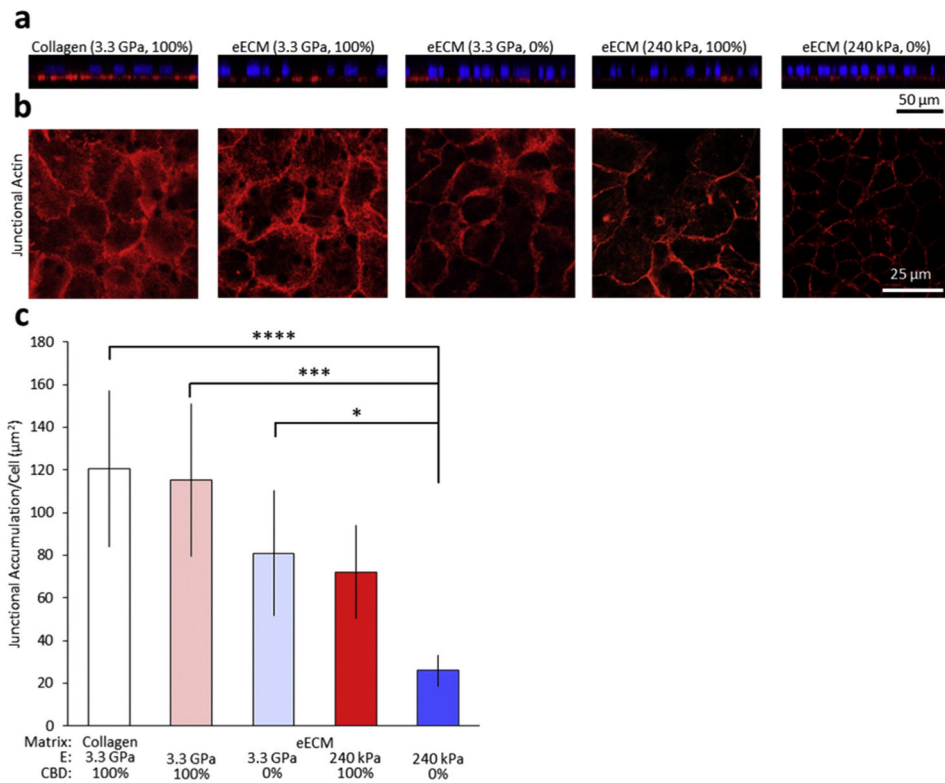 a
Collagen (3.3 GPa, 100%) eECM (3.3 GPa, 100%) eECM (3.3 GPa, 0%) eECM (240 kPa, 100%) eECM (240 kPa, 0%)
50 µm
b
Junctional Actin
25 µm
c
Junctional Accumulation/Cell (µm²)
180
160
140
120
100
80
60
40
20
0
****
***
*
Matrix: Collagen eECM
E: 3.3 GPa 3.3 GPa 3.3 GPa 240 kPa 240 kPa
CBD: 100% 100% 0% 100% 0%